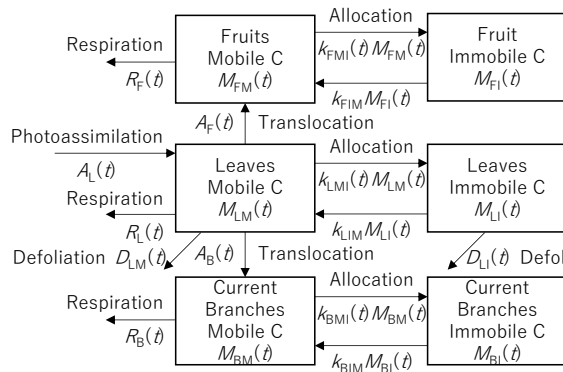 Respiration
R_F(t)
Fruits
Mobile C
M_FM(t)
Allocation
k_FMI(t) M_FM(t)
k_FIM M_FI(t)
Fruit
Immobile C
M_FI(t)
A_F(t) Translocation
Photoassimilation
A_L(t)
Respiration
R_L(t)
Leaves
Mobile C
M_LM(t)
Allocation
k_LMI(t) M_LM(t)
k_LIM M_LI(t)
Leaves
Immobile C
M_LI(t)
Defoliation D_LM(t)
A_B(t) Translocation
D_LI(t) Defol
Respiration
R_B(t)
Current
Branches
Mobile C
M_BM(t)
Allocation
k_BMI(t) M_BM(t)
k_BIM M_BI(t)
Current
Branches
Immobile C
M_BI(t)